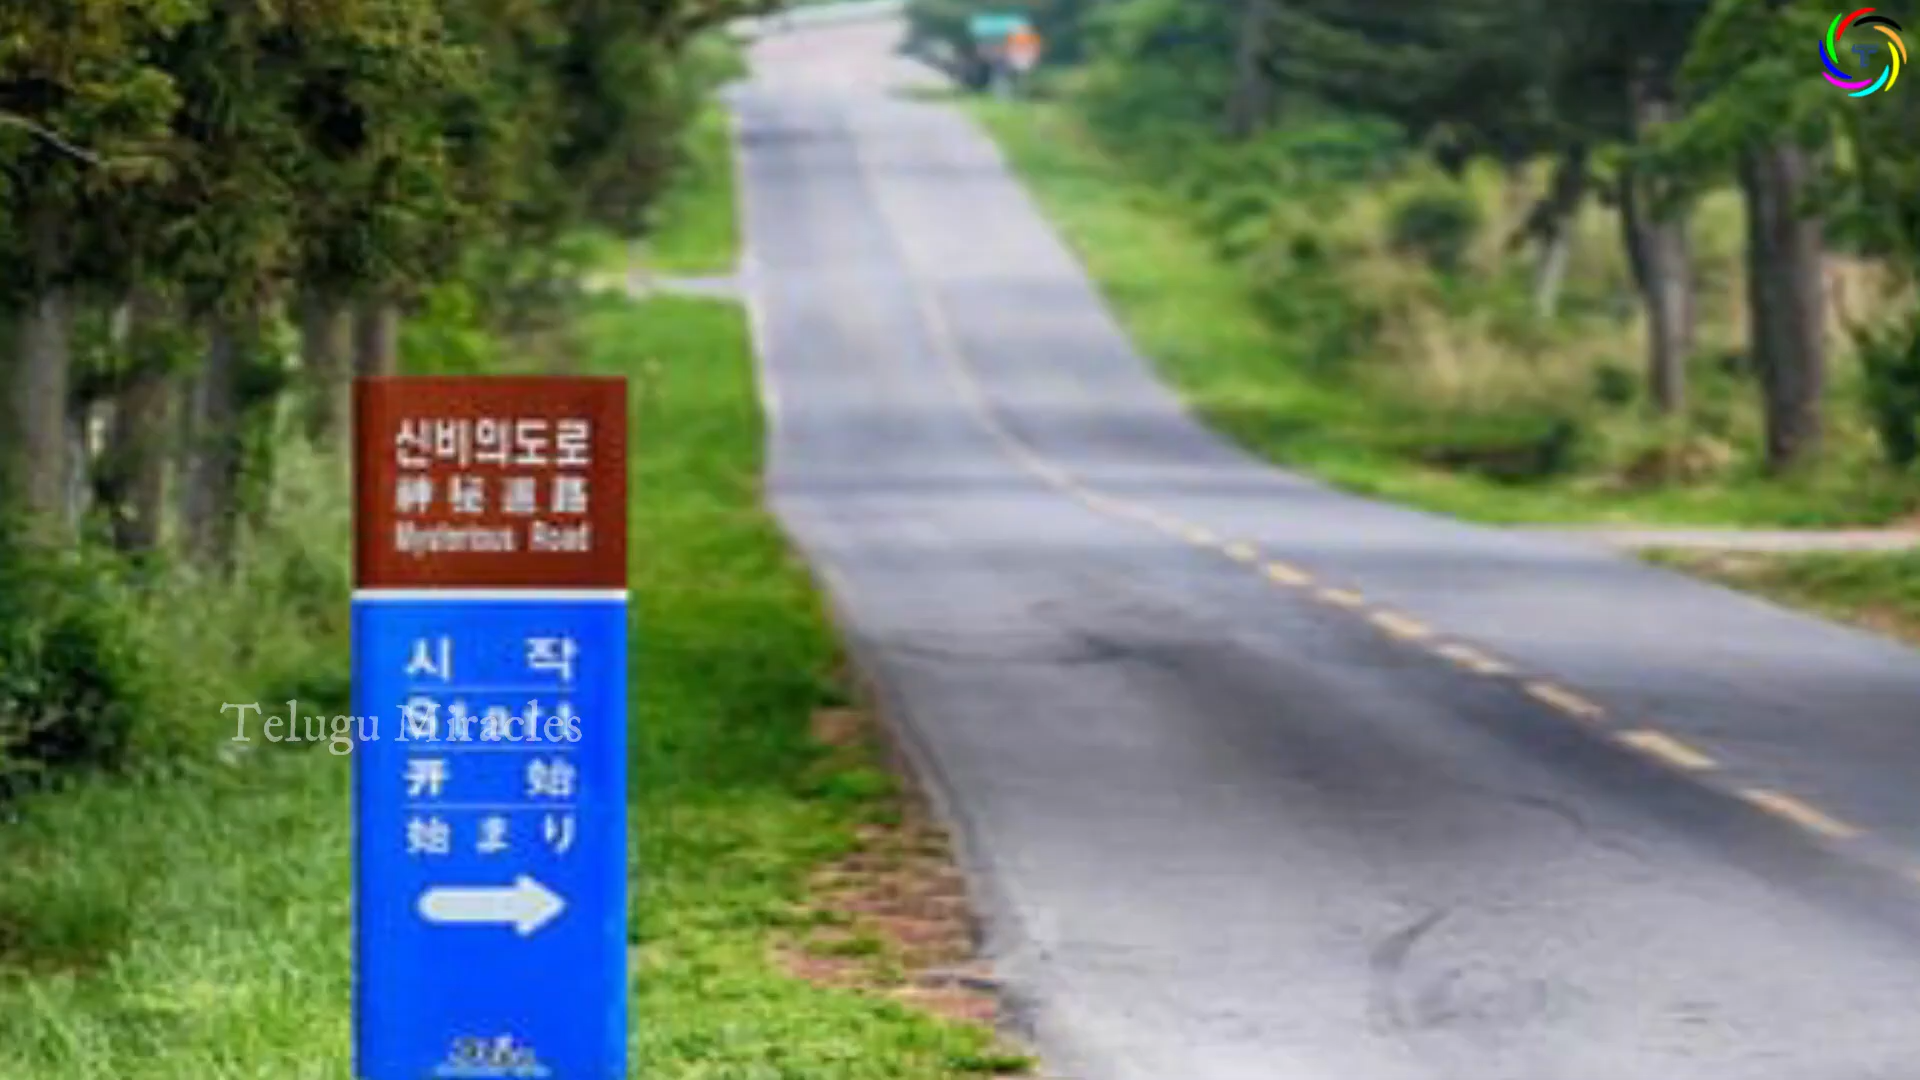 신비의도로
神秘道路
Mysterious Road
시 작
Start
Telugu Miracles
开 始
始まり